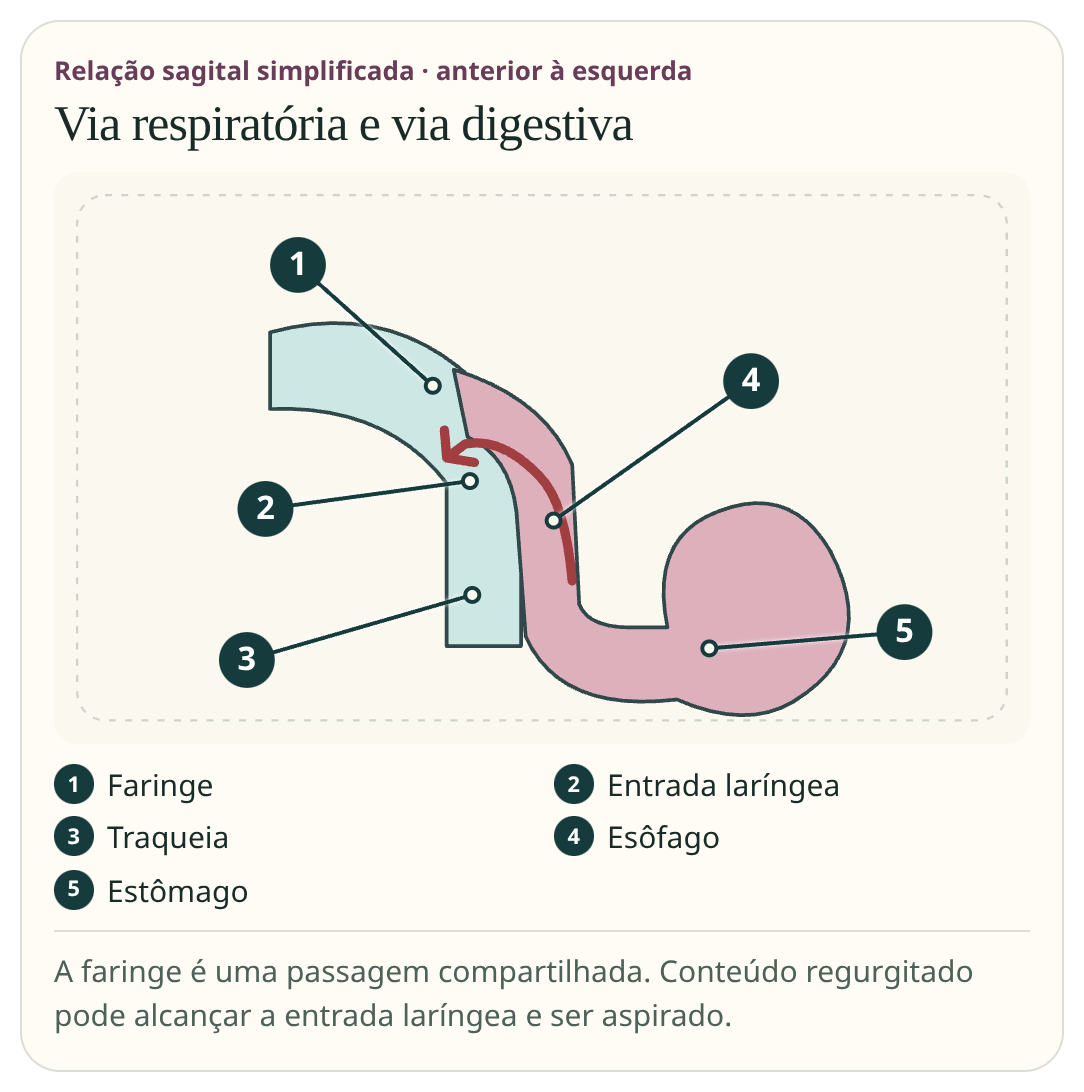 Relação sagital simplificada · anterior à esquerda
Via respiratória e via digestiva
1
4
2
3
5
1 Faringe
2 Entrada laríngea
3 Traqueia
4 Esôfago
5 Estômago
A faringe é uma passagem compartilhada. Conteúdo regurgitado
pode alcançar a entrada laríngea e ser aspirado.